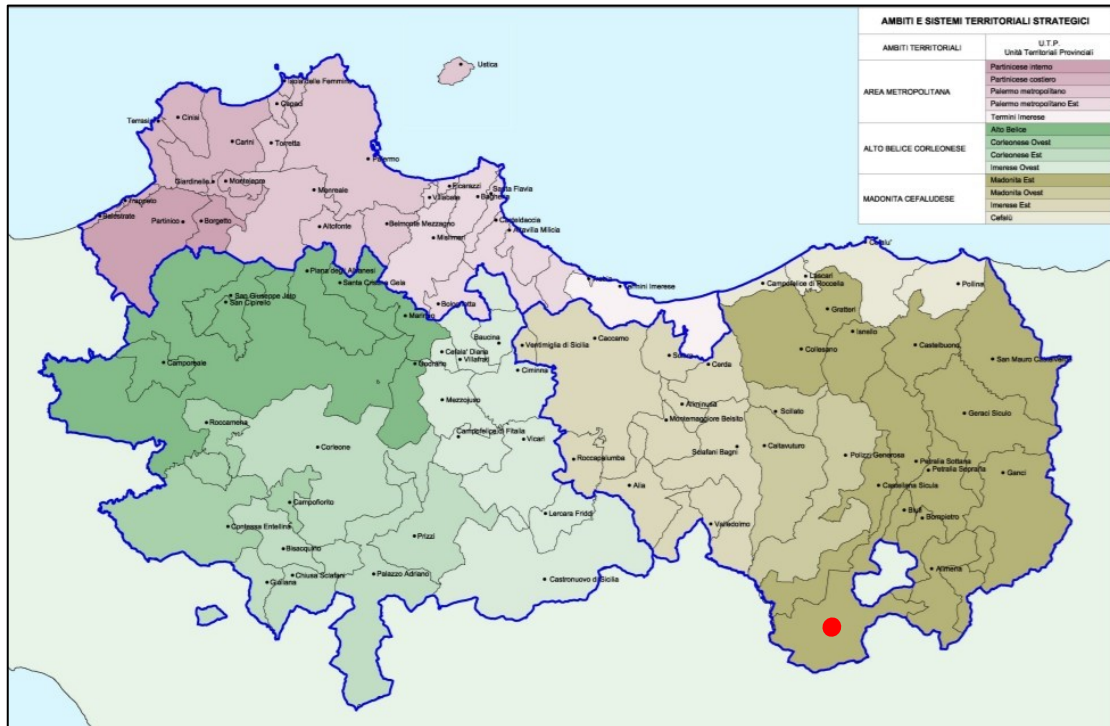 AMBITI E SISTEMI TERRITORIALI STRATEGICI
AMBITI TERRITORIALI
U.T.P.
Unità Territoriali Provinciali
AREA METROPOLITANA
Partinicese interno
Partinicese costiero
Palermo metropolitano
Palermo metropolitano Est
Termini Imerese
ALTO BELICE CORLEONESE
Alto Belice
Corleonese Ovest
Corleonese Est
Imerese Ovest
MADONITA CEFALUDESE
Madonita Est
Madonita Ovest
Imerese Est
Cefalù
Ustica
Isola delle Femmine
Capaci
Terrasini
Cinisi
Carini
Torretta
Palermo
Giardinello
Montelepre
Monreale
Ficarazzi
Santa Flavia
Villabate
Bagheria
Trappeto
Balestrate
Partinico
Borgetto
Altofonte
Belmonte Mezzagno
Misilmeri
Casteldaccia
Altavilla Milicia
Cefalu'
Piana degli Albanesi
Santa Cristina Gela
Trabia
Termini Imerese
Lascari
Campofelice di Roccella
Pollina
San Giuseppe Jato
San Cipirello
Bolognetta
Marineo
Gratteri
Isnello
Baucina
Ventimiglia di Sicilia
Caccamo
Collesano
Castelbuono
Cefala' Diana
Villafrati
Sciara
Cerda
San Mauro Castelverde
Camporeale
Godrano
Ciminna
Mezzojuso
Aliminusa
Montemaggiore Belsito
Scillato
Geraci Siculo
Roccamena
Corleone
Campofelice di Fitalia
Vicari
Sclafani Bagni
Caltavuturo
Polizzi Generosa
Petralia Sottana
Petralia Soprana
Ganci
Roccapalumba
Alia
Castellana Sicula
Campofiorito
Lercara Friddi
Valledolmo
Blufi
Bompietro
Contessa Entellina
Prizzi
Bisacquino
Alimena
Giuliana
Chiusa Sclafani
Palazzo Adriano
Castronuovo di Sicilia